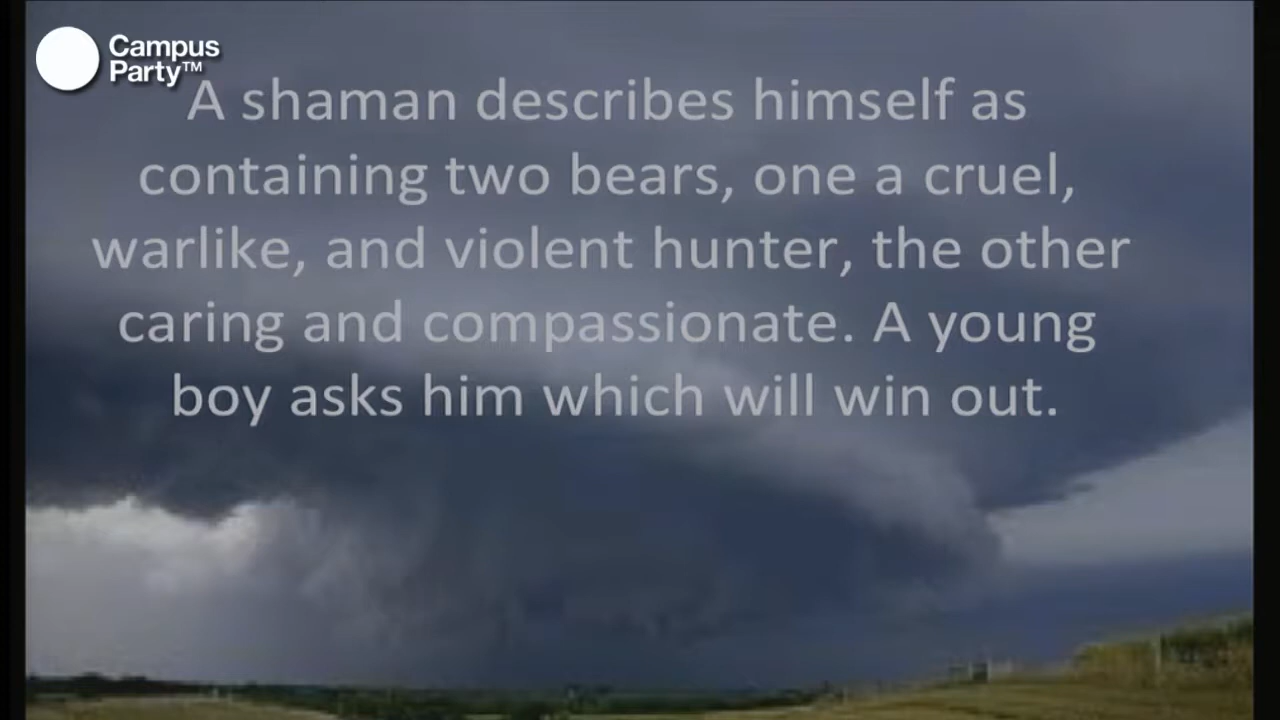 Campus
Party™
A shaman describes himself as
containing two bears, one a cruel,
warlike, and violent hunter, the other
caring and compassionate. A young
boy asks him which will win out.